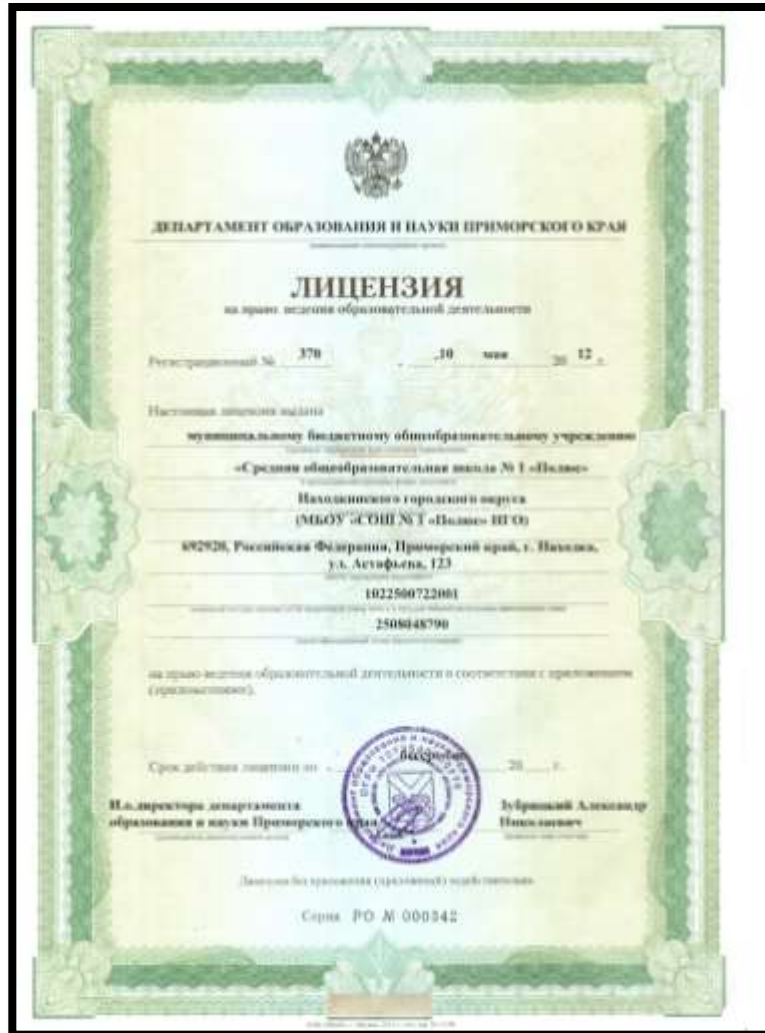 ДЕПАРТАМЕНТ ОБРАЗОВАНИЯ И НАУКИ ПРИМОРСКОГО КРАЯ
ЛИЦЕНЗИЯ
на право ведения образовательной деятельности
Регистрационный № 370 „ 10 мая 20 12 г.
Настоящая лицензия выдана
муниципальному бюджетному общеобразовательному учреждению
«Средняя общеобразовательная школа № 1 «Полюс»
Находкинского городского округа
(МБОУ «СОШ № 1 «Полюс» НГО)
692928, Российская Федерация, Приморский край, г. Находка,
ул. Астафьева, 123
1022500722001
2508048790
на право ведения образовательной деятельности в соответствии с приложением
(приложениями).
Срок действия лицензии по бессрочно 20 г.
И.о.директора департамента
образования и науки Приморского края
Зубрицкий Александр
Николаевич
Лицензия без приложения (приложений) недействительна
Серия РО № 000342